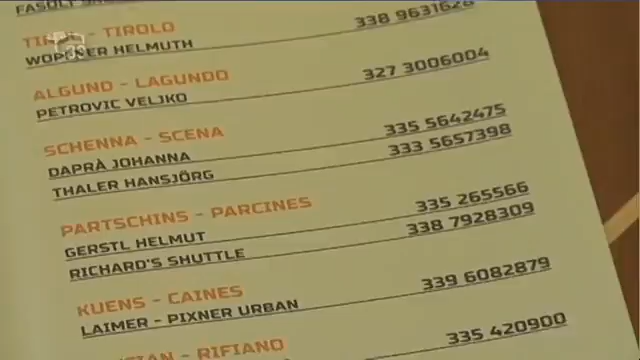 TIROL - TIROLO
WOPFNER HELMUTH 338 9631628
ALGUND - LAGUNDO
PETROVIC VELJKO 327 3006004
SCHENNA - SCENA
DAPRÀ JOHANNA 335 5642475
THALER HANSJÖRG 333 5657398
PARTSCHINS - PARCINES
GERSTL HELMUT 335 265566
RICHARD'S SHUTTLE 338 7928309
KUENS - CAINES
LAIMER - PIXNER URBAN 339 6082879
- RIFIANO
335 420900